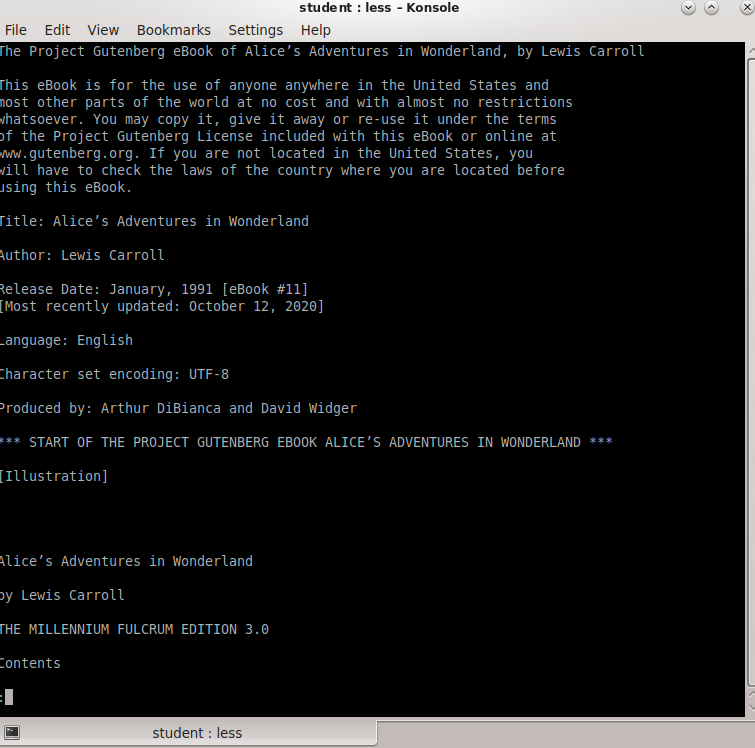 student : less – Konsole
File Edit View Bookmarks Settings Help
The Project Gutenberg eBook of Alice’s Adventures in Wonderland, by Lewis Carroll
This eBook is for the use of anyone anywhere in the United States and
most other parts of the world at no cost and with almost no restrictions
whatsoever. You may copy it, give it away or re-use it under the terms
of the Project Gutenberg License included with this eBook or online at
www.gutenberg.org. If you are not located in the United States, you
will have to check the laws of the country where you are located before
using this eBook.
Title: Alice’s Adventures in Wonderland
Author: Lewis Carroll
Release Date: January, 1991 [eBook #11]
[Most recently updated: October 12, 2020]
Language: English
Character set encoding: UTF-8
Produced by: Arthur DiBianca and David Widger
*** START OF THE PROJECT GUTENBERG EBOOK ALICE’S ADVENTURES IN WONDERLAND ***
[Illustration]
Alice’s Adventures in Wonderland
by Lewis Carroll
THE MILLENNIUM FULCRUM EDITION 3.0
Contents
:
student : less